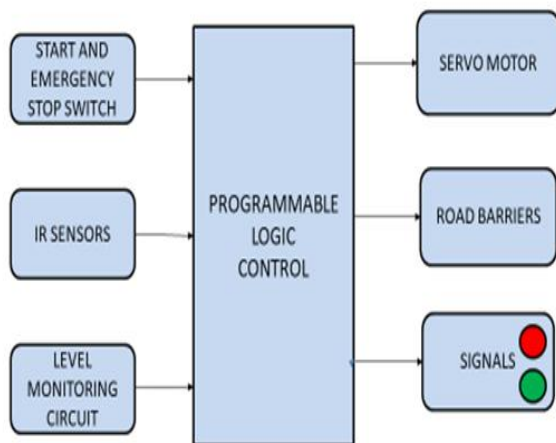 START AND
EMERGENCY
STOP SWITCH
IR SENSORS
LEVEL
MONITORING
CIRCUIT
PROGRAMMABLE
LOGIC
CONTROL
SERVO MOTOR
ROAD BARRIERS
SIGNALS